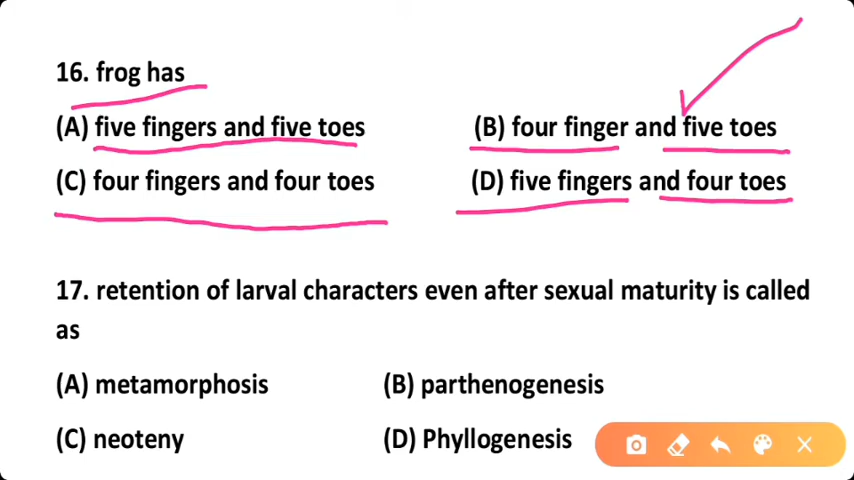 16. frog has
(A) five fingers and five toes (B) four finger and five toes
(C) four fingers and four toes (D) five fingers and four toes
17. retention of larval characters even after sexual maturity is called
as
(A) metamorphosis (B) parthenogenesis
(C) neoteny (D) Phyllogenesis